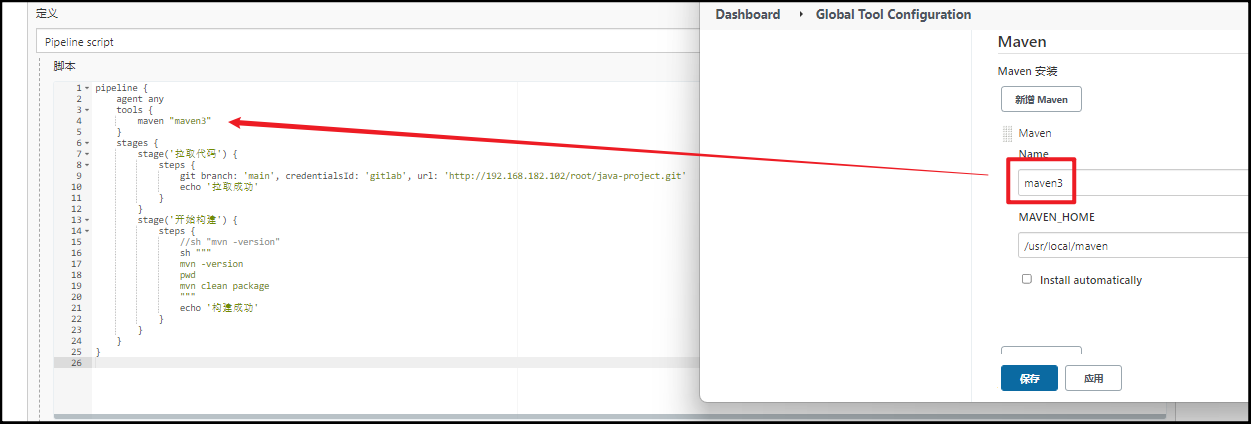 定义
Pipeline script
脚本
1 pipeline {
2 agent any
3 tools {
4 maven "maven3"
5 }
6 stages {
7 stage('拉取代码') {
8 steps {
9 git branch: 'main', credentialsId: 'gitlab', url: 'http://192.168.182.102/root/java-project.git'
10 echo '拉取成功'
11 }
12 }
13 stage('开始构建') {
14 steps {
15 //sh "mvn -version"
16 sh """
17 mvn -version
18 pwd
19 mvn clean package
20 """
21 echo '构建成功'
22 }
23 }
24 }
25 }
26
Dashboard Global Tool Configuration
Maven
Maven 安装
新增 Maven
Maven
Name
maven3
MAVEN_HOME
/usr/local/maven
Install automatically
保存 应用